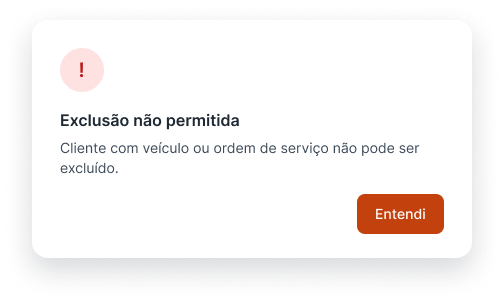 !
Exclusão não permitida
Cliente com veículo ou ordem de serviço não pode ser
excluído.
Entendi